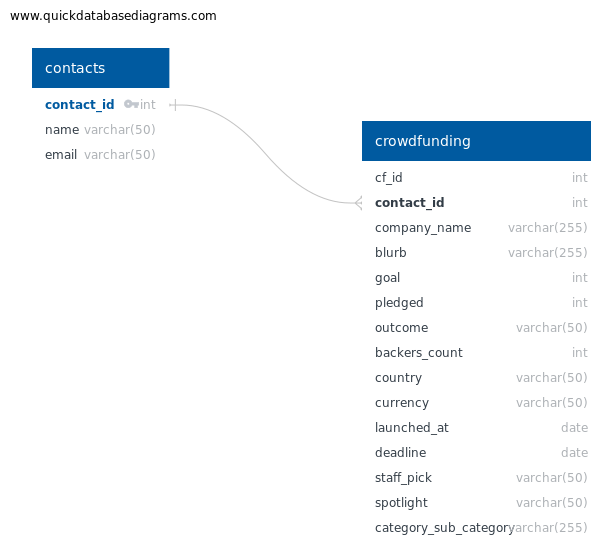 www.quickdatabasediagrams.com
contacts
contact_id int
name varchar(50)
email varchar(50)
crowdfunding
cf_id int
contact_id int
company_name varchar(255)
blurb varchar(255)
goal int
pledged int
outcome varchar(50)
backers_count int
country varchar(50)
currency varchar(50)
launched_at date
deadline date
staff_pick varchar(50)
spotlight varchar(50)
category_sub_category varchar(255)